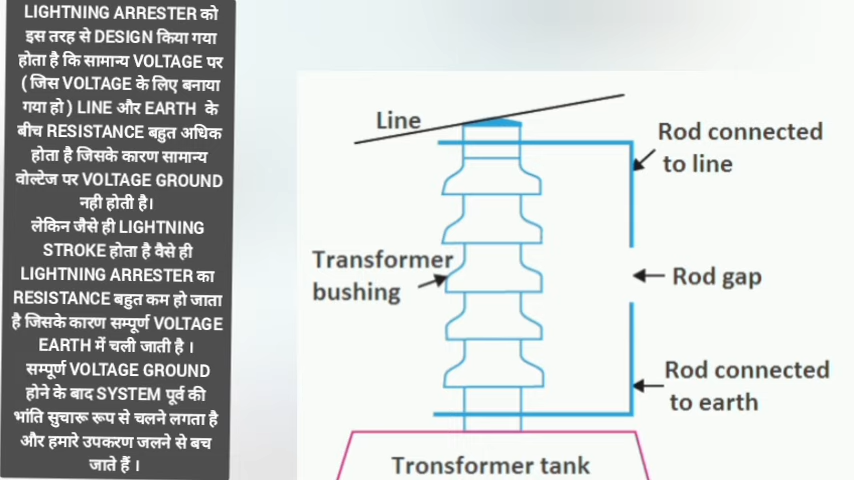 LIGHTNING ARRESTER को
इस तरह से DESIGN किया गया
होता है कि सामान्य VOLTAGE पर
( जिस VOLTAGE के लिए बनाया
गया हो ) LINE और EARTH के
बीच RESISTANCE बहुत अधिक
होता है जिसके कारण सामान्य
वोल्टेज पर VOLTAGE GROUND
नही होती है।
लेकिन जैसे ही LIGHTNING
STROKE होता है वैसे ही
LIGHTNING ARRESTER का
RESISTANCE बहुत कम हो जाता
है जिसके कारण सम्पूर्ण VOLTAGE
EARTH में चली जाती है ।
सम्पूर्ण VOLTAGE GROUND
होने के बाद SYSTEM पूर्व की
भांति सुचारू रूप से चलने लगता है
और हमारे उपकरण जलने से बच
जाते हैं ।
Line
Rod connected
to line
Transformer
bushing
Rod gap
Rod connected
to earth
Tronsformer tank